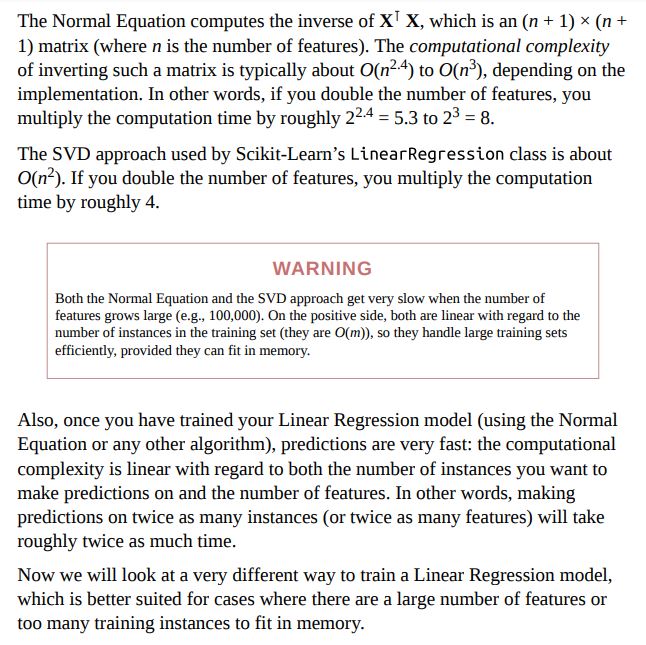 The Normal Equation computes the inverse of X⊺ X, which is an (n + 1) × (n +
1) matrix (where n is the number of features). The computational complexity
of inverting such a matrix is typically about O(n^2.4) to O(n^3), depending on the
implementation. In other words, if you double the number of features, you
multiply the computation time by roughly 2^2.4 = 5.3 to 2^3 = 8.
The SVD approach used by Scikit-Learn’s LinearRegression class is about
O(n^2). If you double the number of features, you multiply the computation
time by roughly 4.
WARNING
Both the Normal Equation and the SVD approach get very slow when the number of
features grows large (e.g., 100,000). On the positive side, both are linear with regard to the
number of instances in the training set (they are O(m)), so they handle large training sets
efficiently, provided they can fit in memory.
Also, once you have trained your Linear Regression model (using the Normal
Equation or any other algorithm), predictions are very fast: the computational
complexity is linear with regard to both the number of instances you want to
make predictions on and the number of features. In other words, making
predictions on twice as many instances (or twice as many features) will take
roughly twice as much time.
Now we will look at a very different way to train a Linear Regression model,
which is better suited for cases where there are a large number of features or
too many training instances to fit in memory.